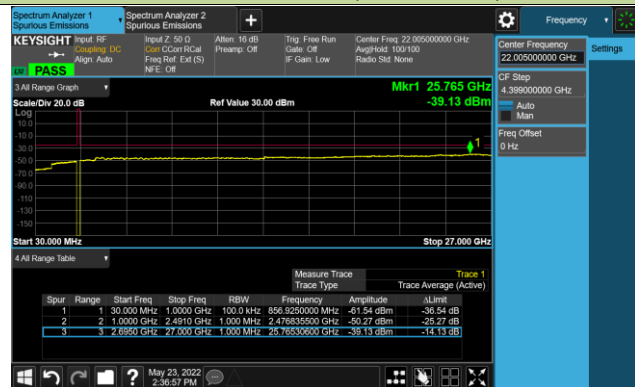 Spectrum Analyzer 1
Spurious Emissions
Spectrum Analyzer 2
Spurious Emissions
+
Frequency
KEYSIGHT
Input: RF
Coupling: DC
Align: Auto
Input Z: 50 Ω
Corr CCorr RCal
Freq Ref: Ext (S)
NFE: Off
Atten: 16 dB
Preamp: Off
Trig: Free Run
Gate: Off
IF Gain: Low
Center Freq: 22.005000000 GHz
Avg|Hold: 100/100
Radio Std: None
PASS
Center Frequency
22.005000000 GHz
Settings
CF Step
4.399000000 GHz
Auto
Man
Freq Offset
0 Hz
3 All Range Graph
Mkr1 25.765 GHz
-39.13 dBm
Scale/Div 20.0 dB
Ref Value 30.00 dBm
Log
10.0
-10.0
-30.0
-50.0
-70.0
-90.0
-110
-130
-150
1
Start 30.000 MHz
Stop 27.000 GHz
4 All Range Table
Measure Trace Trace 1
Trace Type Trace Average (Active)
Spur Range Start Freq Stop Freq RBW Frequency Amplitude ΔLimit
1 1 30.000 MHz 1.0000 GHz 100.0 kHz 856.9250000 MHz -61.54 dBm -36.54 dB
2 2 1.0000 GHz 2.4910 GHz 1.000 MHz 2.476835500 GHz -50.27 dBm -25.27 dB
3 3 2.6950 GHz 27.000 GHz 1.000 MHz 25.76530600 GHz -39.13 dBm -14.13 dB
May 23, 2022
2:36:57 PM